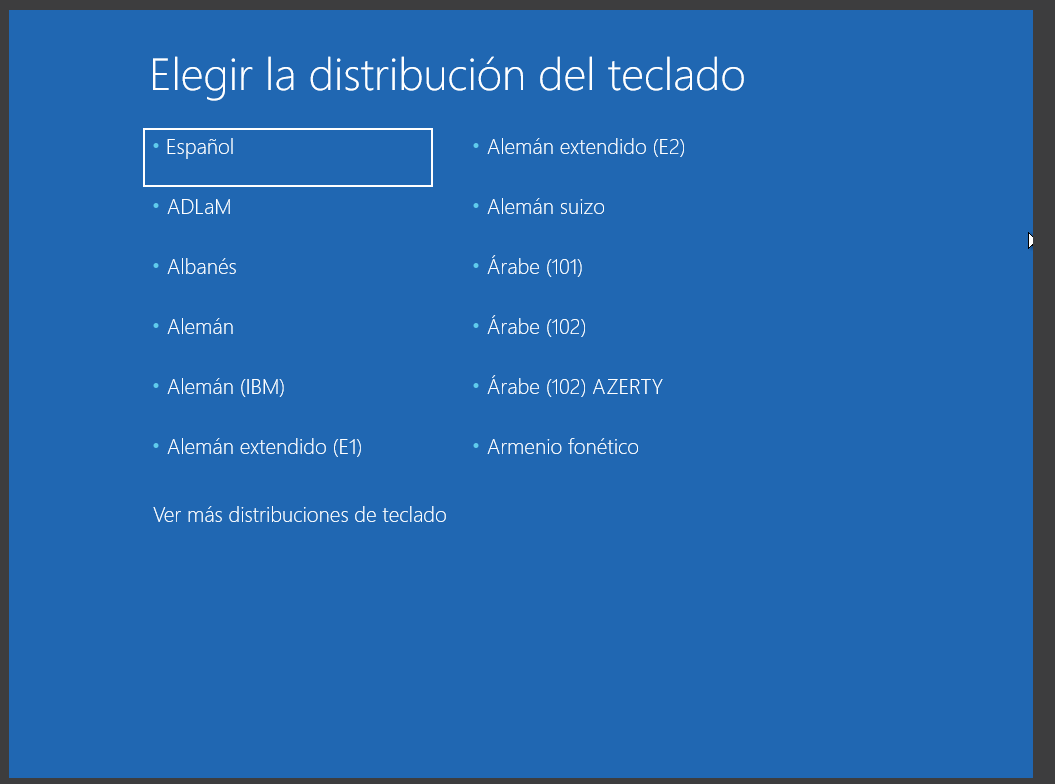 Elegir la distribución del teclado
• Español
• ADLaM
• Albanés
• Alemán
• Alemán (IBM)
• Alemán extendido (E1)
• Alemán extendido (E2)
• Alemán suizo
• Árabe (101)
• Árabe (102)
• Árabe (102) AZERTY
• Armenio fonético
Ver más distribuciones de teclado